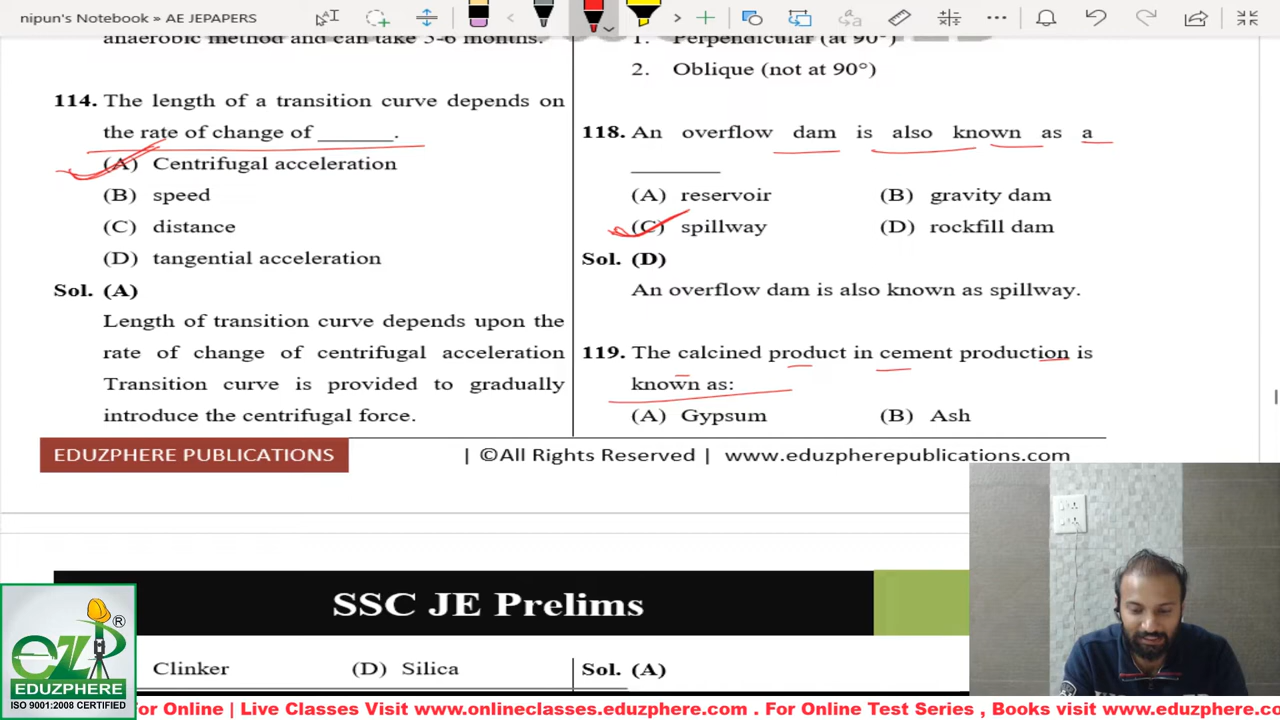 nipun's Notebook » AE JEPAPERS
anaerobic method and can take 3-6 months.
114. The length of a transition curve depends on
the rate of change of ______.
(A) Centrifugal acceleration
(B) speed
(C) distance
(D) tangential acceleration
Sol. (A)
Length of transition curve depends upon the
rate of change of centrifugal acceleration
Transition curve is provided to gradually
introduce the centrifugal force.
1. Perpendicular (at 90°)
2. Oblique (not at 90°)
118. An overflow dam is also known as a
_______
(A) reservoir (B) gravity dam
(C) spillway (D) rockfill dam
Sol. (D)
An overflow dam is also known as spillway.
119. The calcined product in cement production is
known as:
(A) Gypsum (B) Ash
EDUZPHERE PUBLICATIONS | ©All Rights Reserved | www.eduzpherepublications.com
SSC JE Prelims
Clinker (D) Silica
Sol. (A)
EZP ®
EDUZPHERE
ISO 9001:2008 CERTIFIED
For Online | Live Classes Visit www.onlineclasses.eduzphere.com . For Online Test Series , Books visit www.eduzphere.com